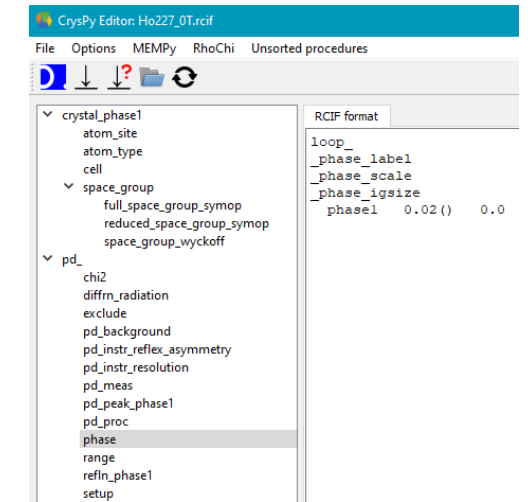 CrysPy Editor: Ho227_0T.rcif
File Options MEMPy RhoChi Unsorted procedures
crystal_phase1
atom_site
atom_type
cell
space_group
full_space_group_symop
reduced_space_group_symop
space_group_wyckoff
pd_
chi2
diffrn_radiation
exclude
pd_background
pd_instr_reflex_asymmetry
pd_instr_resolution
pd_meas
pd_peak_phase1
pd_proc
phase
range
refln_phase1
setup
RCIF format
loop_
_phase_label
_phase_scale
_phase_igsize
phase1 0.02() 0.0